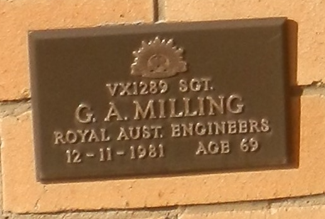 VX1289 SGT.
G. A. MILLING
ROYAL AUST. ENGINEERS
12-11-1981 AGE 69